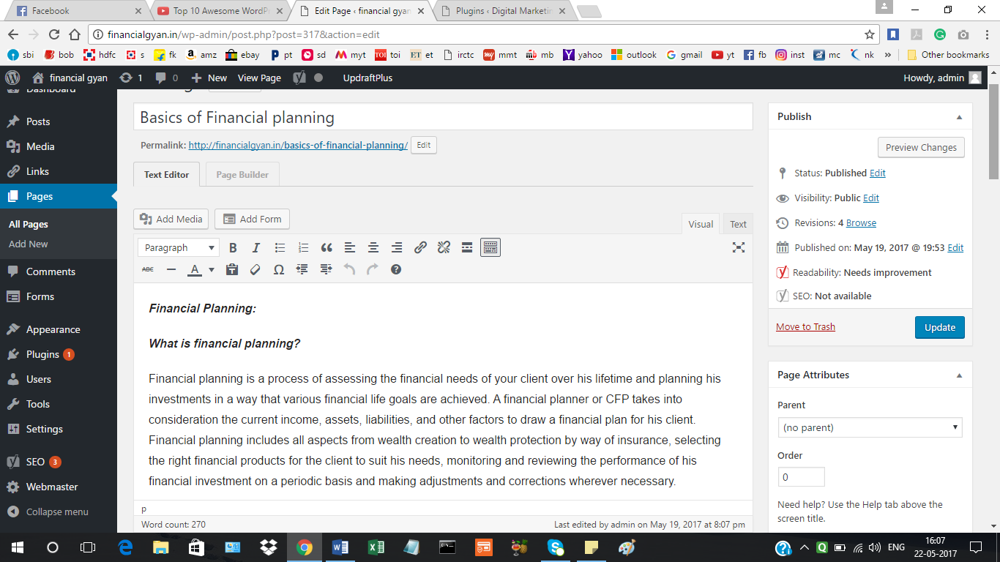 Facebook
Top 10 Awesome WordPr
Edit Page ‹ financial gyan
Plugins ‹ Digital Marketin
financialgyan.in/wp-admin/post.php?post=317&action=edit
sbi bob hdfc s fk amz ebay pt sd myt toi et irctc mmt mb yahoo outlook gmail yt fb inst mc nk » Other bookmarks
financial gyan 1 0 New View Page UpdraftPlus Howdy, admin
Dashboard
Posts
Media
Links
Pages
All Pages
Add New
Comments
Forms
Appearance
Plugins 1
Users
Tools
Settings
SEO 3
Webmaster
Collapse menu
Basics of Financial planning
Permalink: http://financialgyan.in/basics-of-financial-planning/ Edit
Text Editor Page Builder
Add Media Add Form
Visual Text
Paragraph B I
ABC A Ω
Financial Planning:
What is financial planning?
Financial planning is a process of assessing the financial needs of your client over his lifetime and planning his
investments in a way that various financial life goals are achieved. A financial planner or CFP takes into
consideration the current income, assets, liabilities, and other factors to draw a financial plan for his client.
Financial planning includes all aspects from wealth creation to wealth protection by way of insurance, selecting
the right financial products for the client to suit his needs, monitoring and reviewing the performance of his
financial investment on a periodic basis and making adjustments and corrections wherever necessary.
p
Word count: 270
Last edited by admin on May 19, 2017 at 8:07 pm
Publish
Preview Changes
Status: Published Edit
Visibility: Public Edit
Revisions: 4 Browse
Published on: May 19, 2017 @ 19:53 Edit
Readability: Needs improvement
SEO: Not available
Move to Trash Update
Page Attributes
Parent
(no parent)
Order
0
Need help? Use the Help tab above the
screen title.
ENG
16:07
22-05-2017